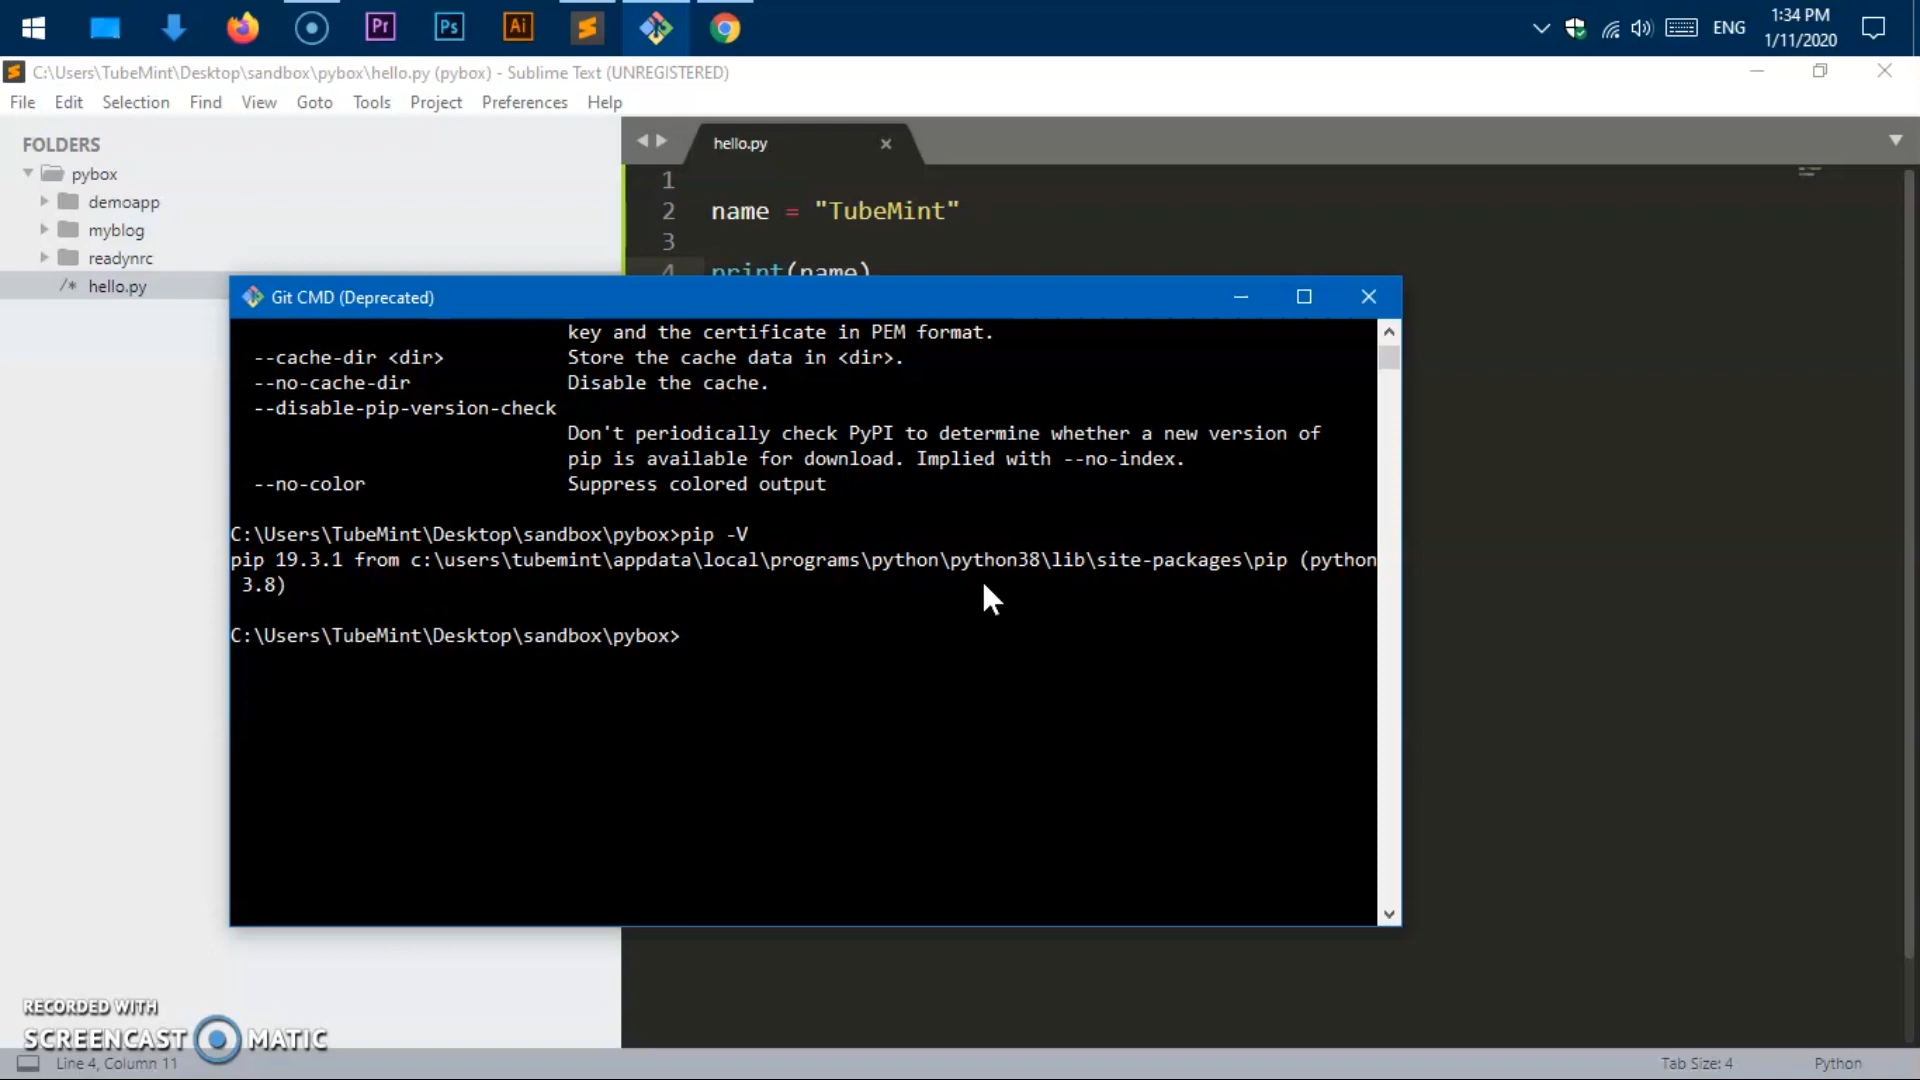 Pr
Ps
Ai
ENG
1:34 PM
1/11/2020
C:\Users\TubeMint\Desktop\sandbox\pybox\hello.py (pybox) - Sublime Text (UNREGISTERED)
File Edit Selection Find View Goto Tools Project Preferences Help
FOLDERS
pybox
demoapp
myblog
readynrc
/* hello.py
hello.py
1
2 name = "TubeMint"
3
4 print(name)
Git CMD (Deprecated)
key and the certificate in PEM format.
--cache-dir <dir> Store the cache data in <dir>.
--no-cache-dir Disable the cache.
--disable-pip-version-check
Don't periodically check PyPI to determine whether a new version of
pip is available for download. Implied with --no-index.
--no-color Suppress colored output
C:\Users\TubeMint\Desktop\sandbox\pybox>pip -V
pip 19.3.1 from c:\users\tubemint\appdata\local\programs\python\python38\lib\site-packages\pip (python
3.8)
C:\Users\TubeMint\Desktop\sandbox\pybox>
RECORDED WITH
SCREENCAST MATIC
Line 4, Column 11
Tab Size: 4
Python